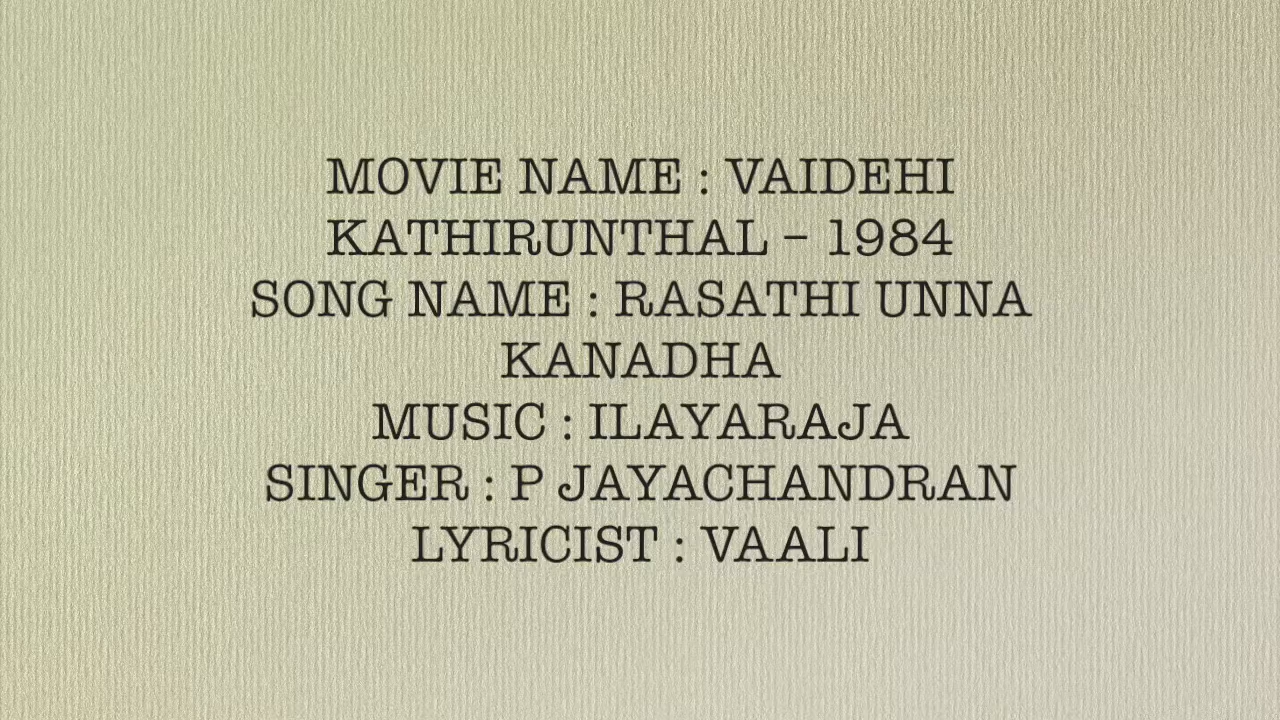 MOVIE NAME : VAIDEHI
KATHIRUNTHAL – 1984
SONG NAME : RASATHI UNNA
KANADHA
MUSIC : ILAYARAJA
SINGER : P JAYACHANDRAN
LYRICIST : VAALI